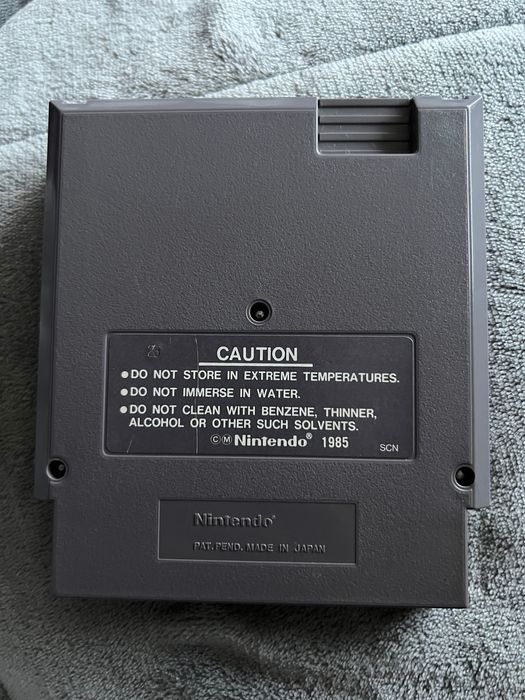 CAUTION
●DO NOT STORE IN EXTREME TEMPERATURES.
●DO NOT IMMERSE IN WATER.
●DO NOT CLEAN WITH BENZENE, THINNER,
ALCOHOL OR OTHER SUCH SOLVENTS.
ⒸⓂNintendo® 1985 SCN
Nintendo®
PAT. PEND. MADE IN JAPAN